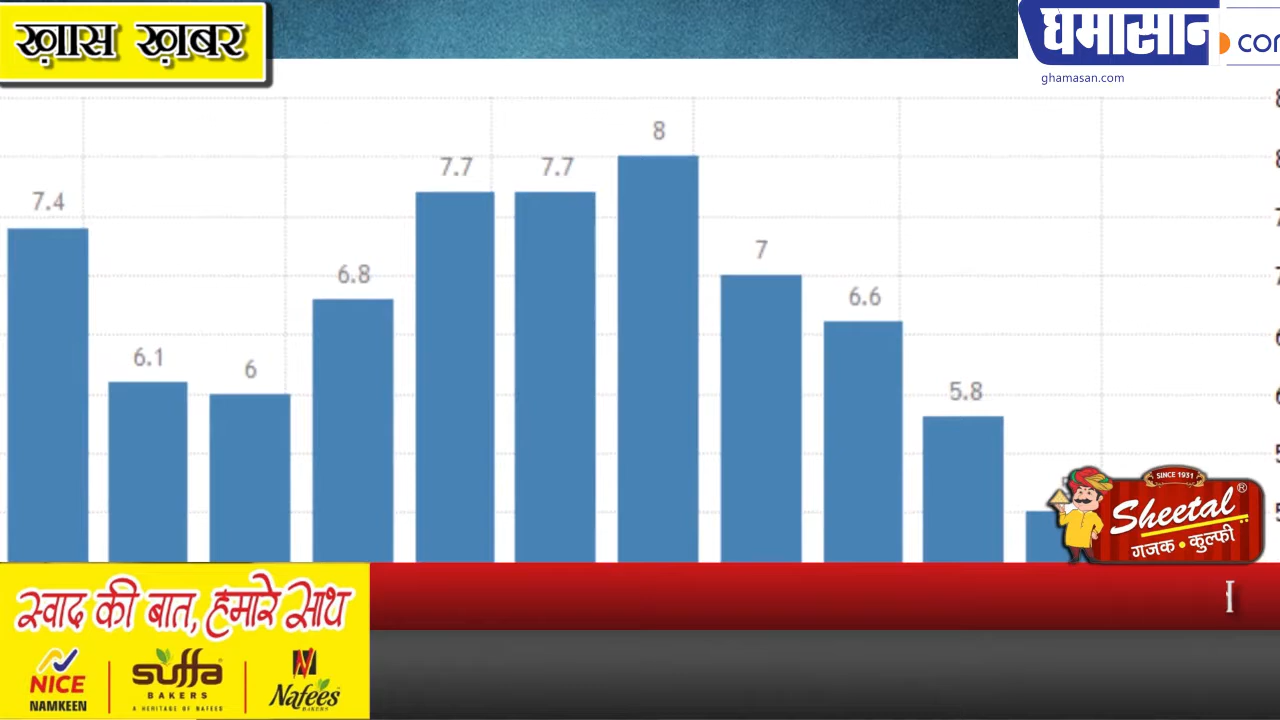 ख़ास ख़बर
घमासान
.com
ghamasan.com
8
7.7
7.7
7.4
7
6.8
6.6
6.1
6
5.8
SINCE 1931
Sheetal®
गजक • कुल्फी
स्वाद की बात, हमारे साथ
NICE
NAMKEEN
suffa
BAKERS
A HERITAGE OF NAFEES
Nafees
BAKERS